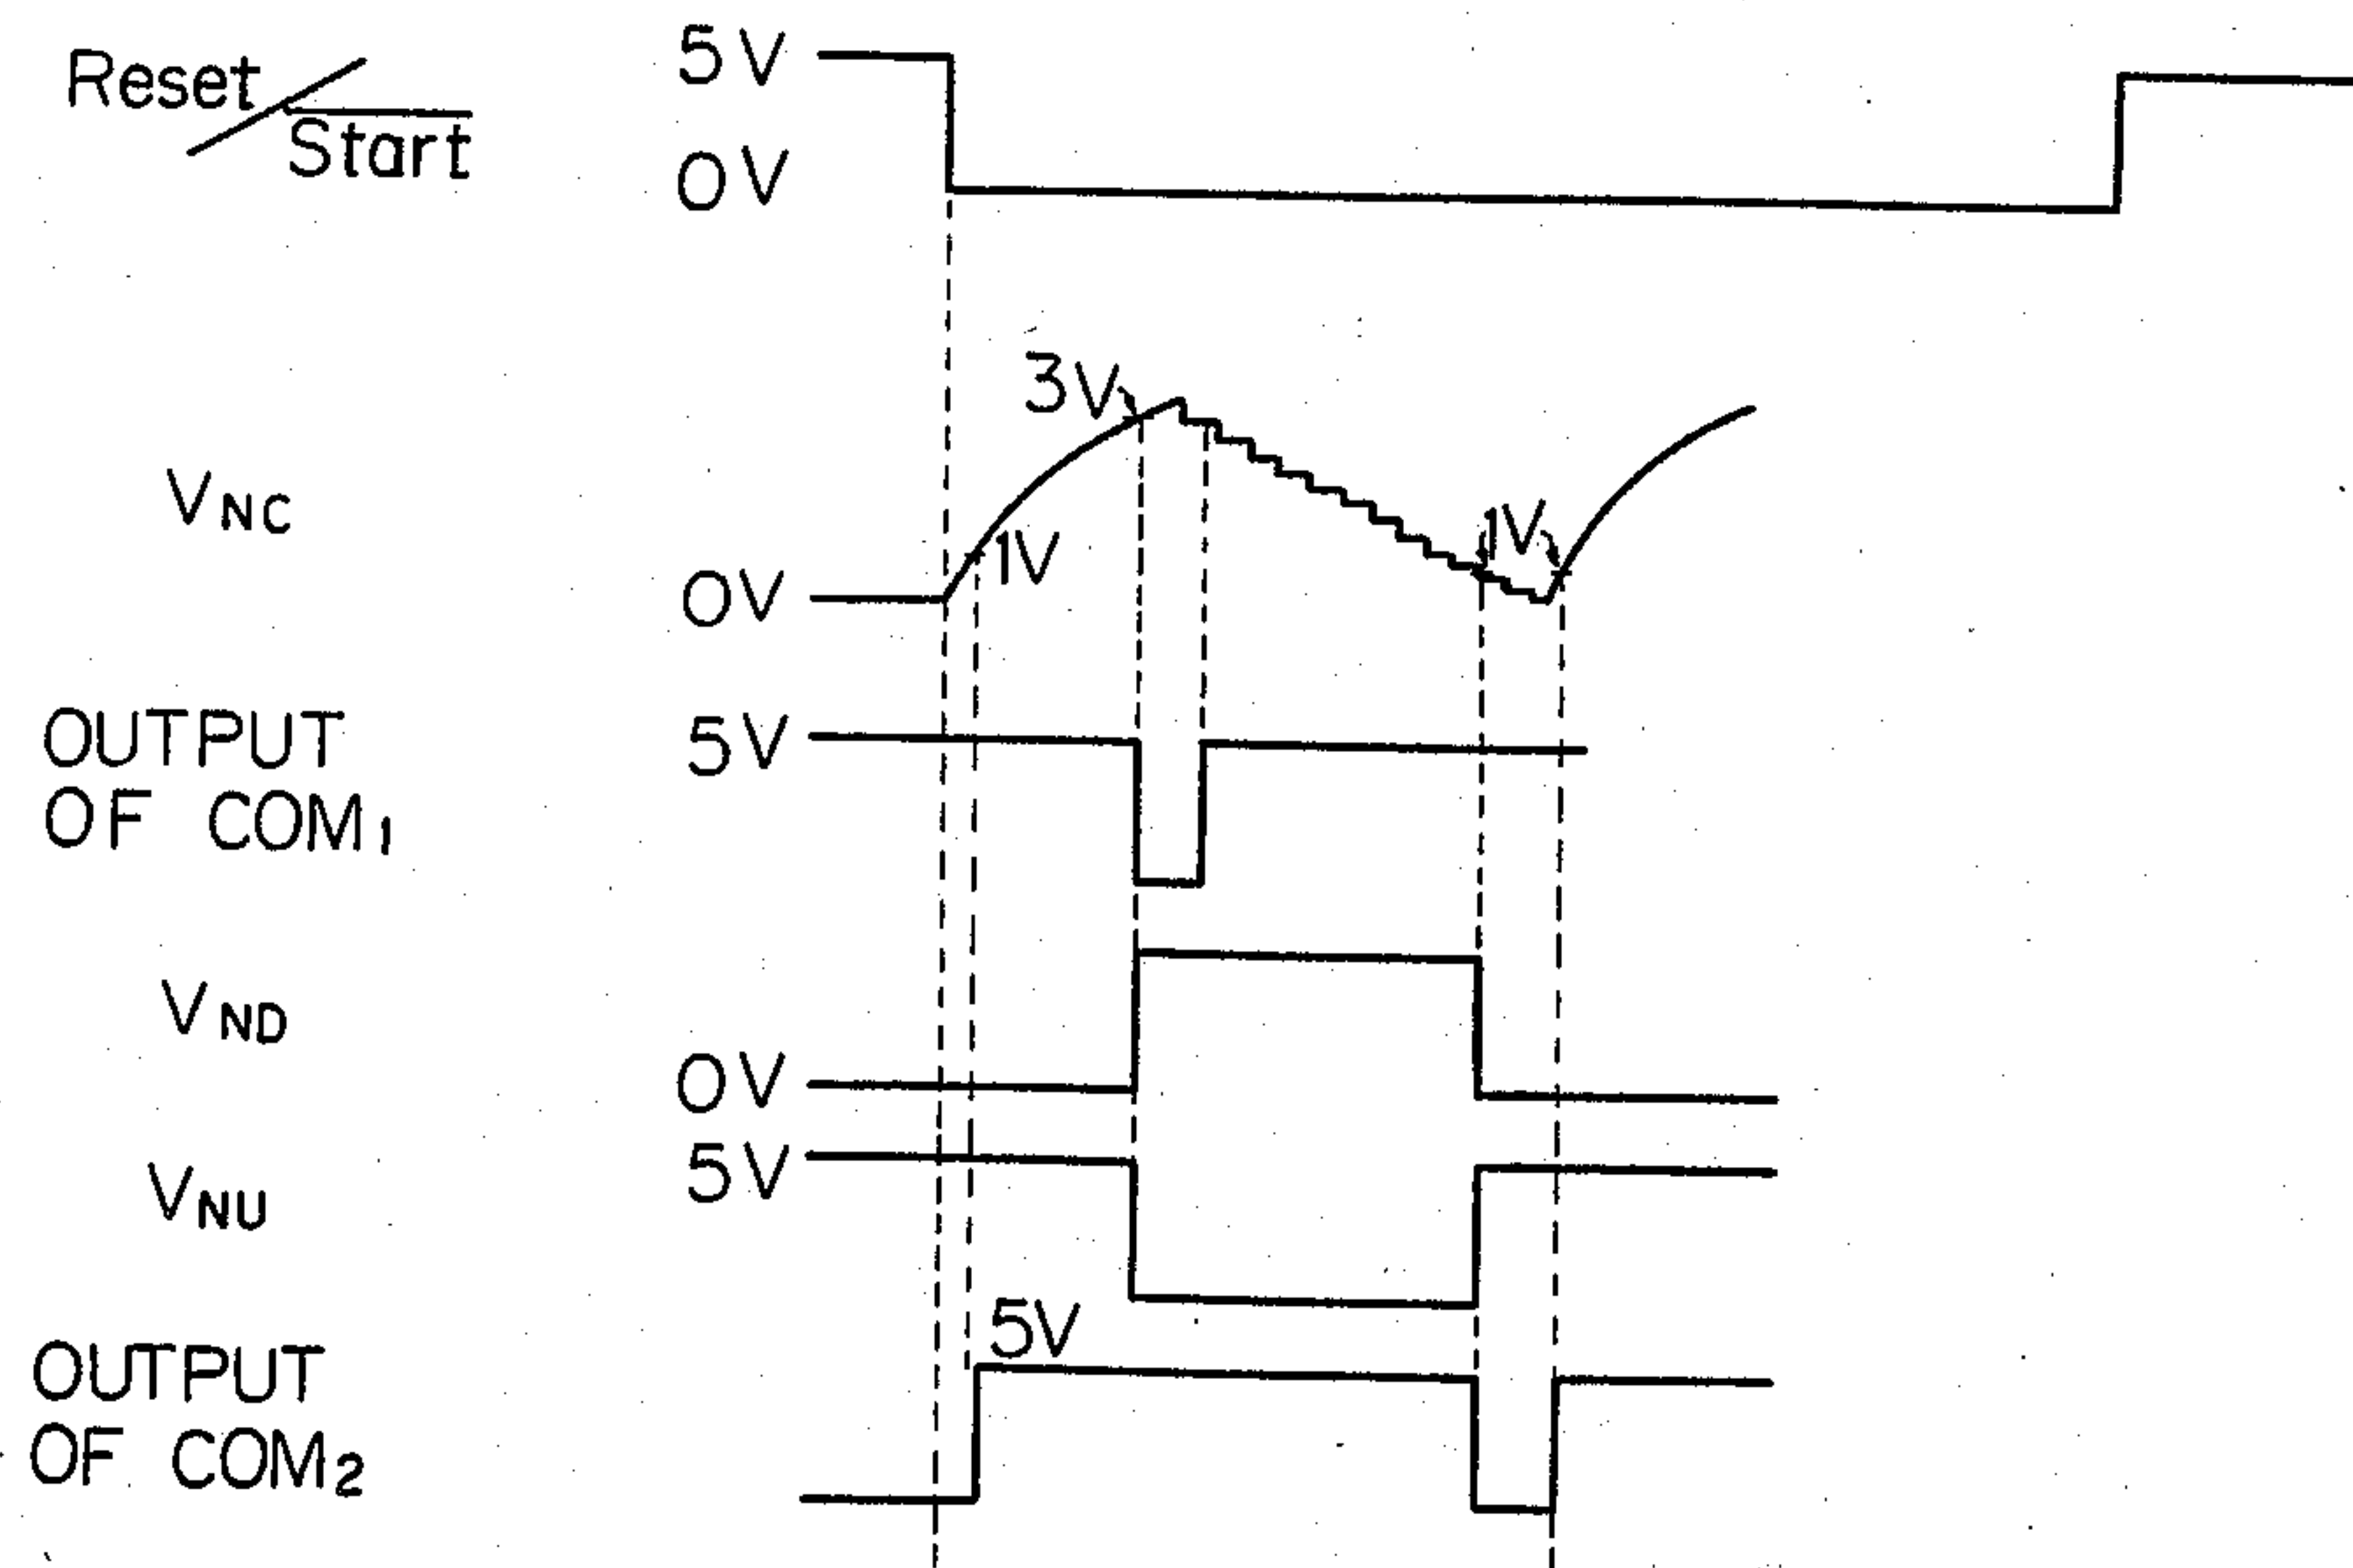 Reset/Start
5V
0V
3V
VNC
1V
1V
0V
OUTPUT
OF COM1
5V
VND
0V
VNU
5V
5V
OUTPUT
OF COM2